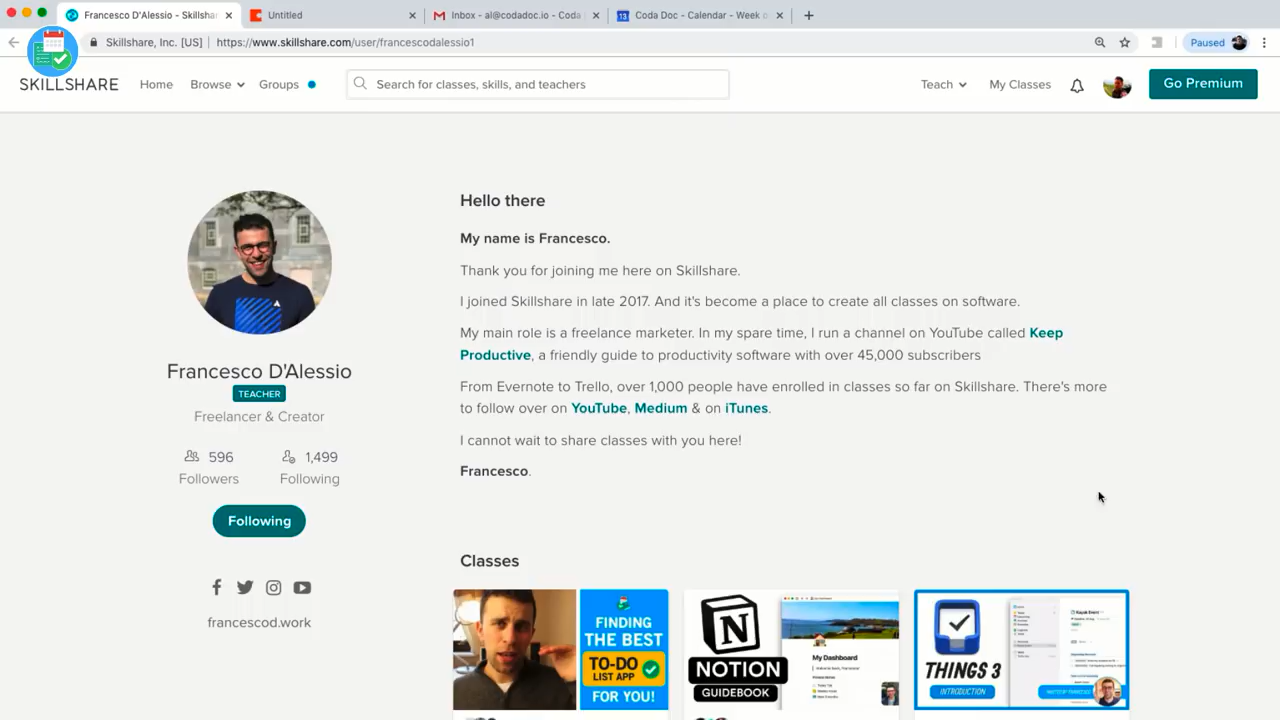 Francesco D'Alessio - Skillshar
Untitled
Inbox - al@codadoc.io - Coda
Coda Doc - Calendar - Week o
Skillshare, Inc. [US]
https://www.skillshare.com/user/francescodalessio1
Paused
SKILLSHARE
Home
Browse
Groups
Search for classes, skills, and teachers
Teach
My Classes
Go Premium
Hello there
My name is Francesco.
Thank you for joining me here on Skillshare.
I joined Skillshare in late 2017. And it's become a place to create all classes on software.
My main role is a freelance marketer. In my spare time, I run a channel on YouTube called Keep
Productive, a friendly guide to productivity software with over 45,000 subscribers
From Evernote to Trello, over 1,000 people have enrolled in classes so far on Skillshare. There's more
to follow over on YouTube, Medium & on iTunes.
I cannot wait to share classes with you here!
Francesco.
Francesco D'Alessio
TEACHER
Freelancer & Creator
596
Followers
1,499
Following
Following
francescod.work
Classes
FINDING
THE BEST
TO-DO
LIST APP
FOR YOU!
N
NOTION
GUIDEBOOK
My Dashboard
THINGS 3
INTRODUCTION